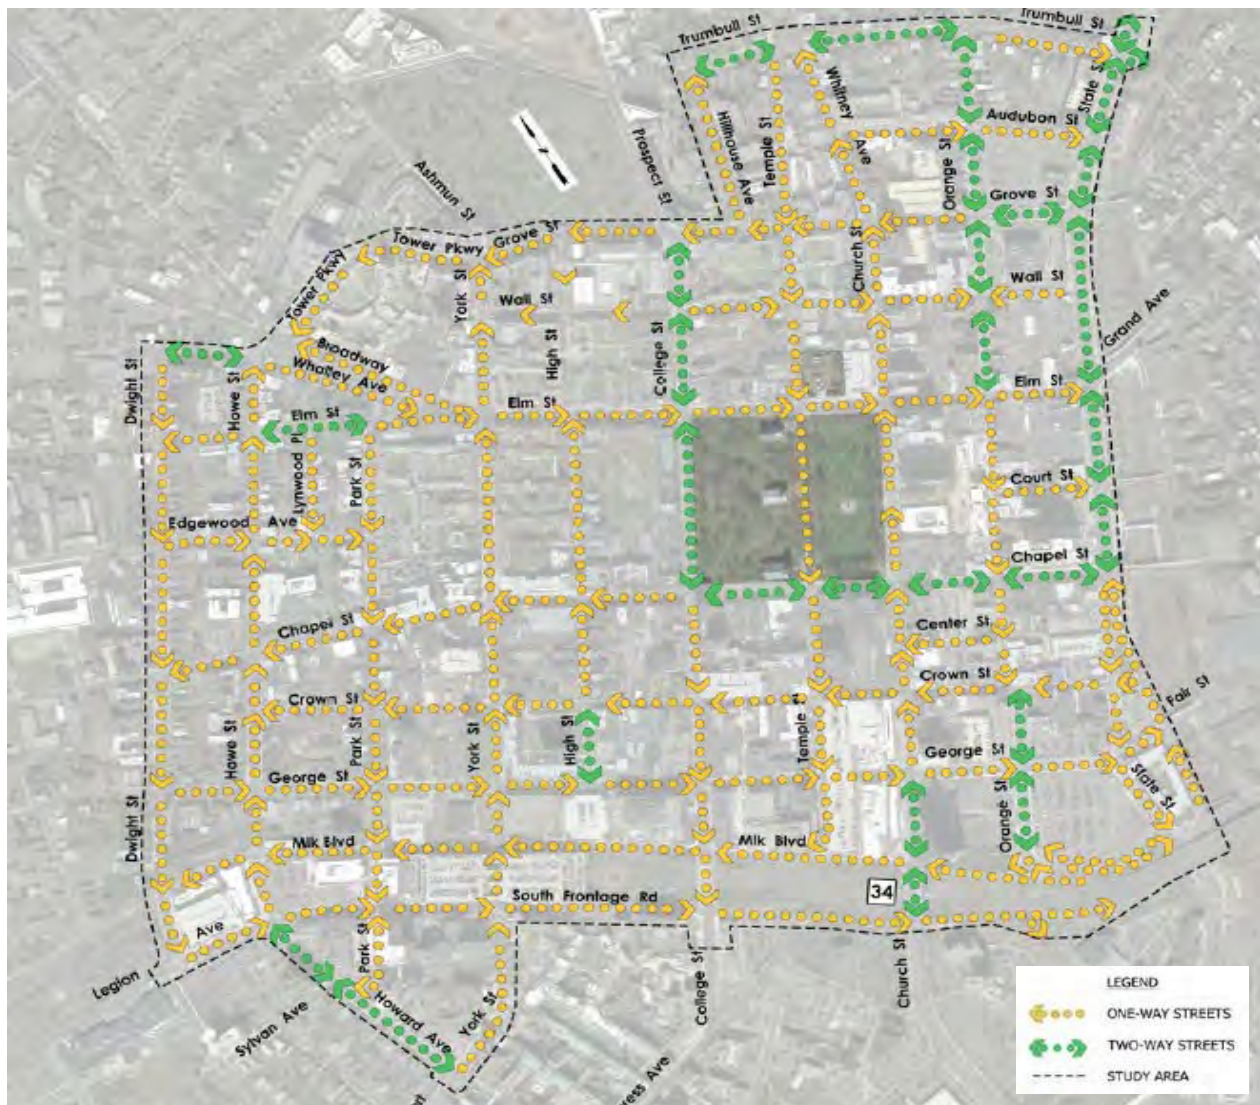 Trumbull St
Trumbull St
Whitney
Ave
State St
Hillhouse Ave
Temple St
Audubon St
Orange St
Prospect St
Ashmun St
Grove St
Grove St
Tower Pkwy
Tower Pkwy
Church St
York St
Wall St
Wall St
Grand Ave
High St
College St
Broadway
Whalley Ave
Dwight St
Howe St
Elm St
Elm St
Elm St
Lynwood Pl
Park St
Court St
Edgewood Ave
Chapel St
Chapel St
Center St
Crown St
Crown St
Fair St
Howe St
Park St
York St
High St
Temple St
George St
George St
State St
Dwight St
Orange St
Mlk Blvd
Mlk Blvd
34
South Frontage Rd
Ave
Legion
Park St
Sylvan Ave
Howard Ave
York St
College St
Church St
ress Ave
LEGEND
ONE-WAY STREETS
TWO-WAY STREETS
STUDY AREA